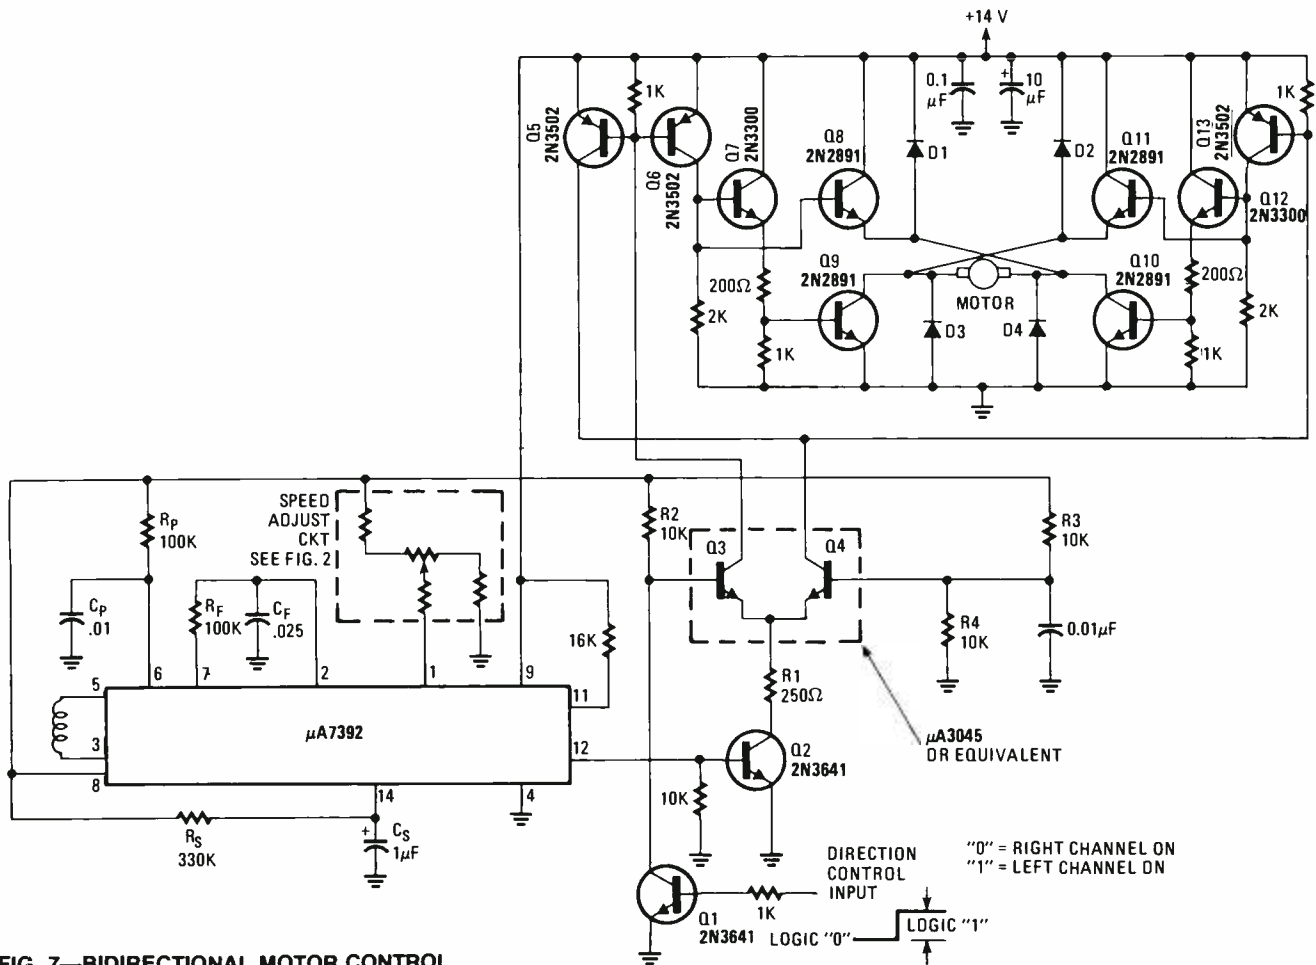 +14 V
1K
0.1
µF
+
10
µF
1K
Q5
2N3502
Q6
2N3502
Q7
2N3300
Q8
2N2891
D1
D2
Q11
2N2891
Q13
2N3502
Q12
2N3300
200Ω
Q9
2N2891
MOTOR
Q10
2N2891
200Ω
2K
1K
D3
D4
1K
2K
RP
100K
SPEED
ADJUST
CKT
SEE FIG. 2
R2
10K
Q3
Q4
R3
10K
CP
.01
RF
100K
CF
.025
16K
R4
10K
0.01µF
5
6
7
2
1
9
11
R1
250Ω
µA7392
3
12
Q2
2N3641
µA3045
OR EQUIVALENT
8
14
4
10K
RS
330K
+
CS
1µF
DIRECTION
CONTROL
INPUT
"0" = RIGHT CHANNEL ON
"1" = LEFT CHANNEL ON
1K
Q1
2N3641
LOGIC "0"
LOGIC "1"
FIG. 7—BIDIRECTIONAL MOTOR CONTROL